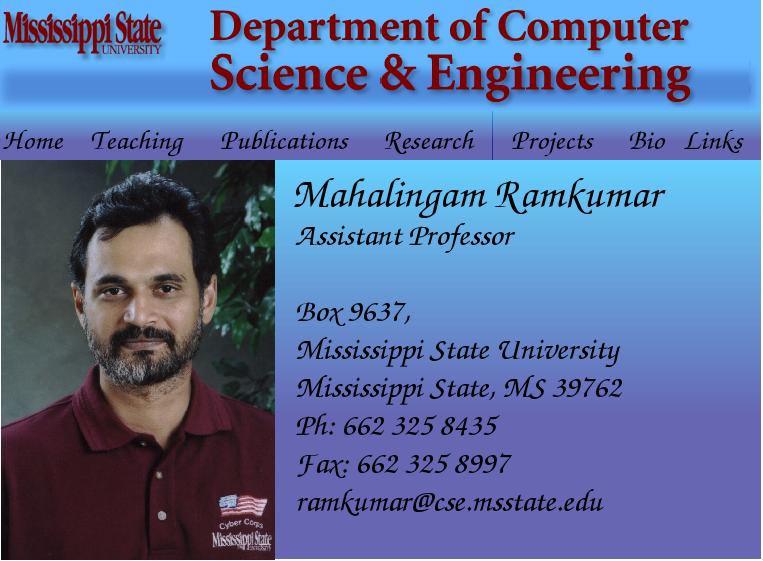 Mississippi State
UNIVERSITY
Department of Computer
Science & Engineering
Home Teaching Publications Research Projects Bio Links
Mahalingam Ramkumar
Assistant Professor
Box 9637,
Mississippi State University
Mississippi State, MS 39762
Ph: 662 325 8435
Fax: 662 325 8997
ramkumar@cse.msstate.edu
Cyber Corps
Mississippi State
UNIVERSITY